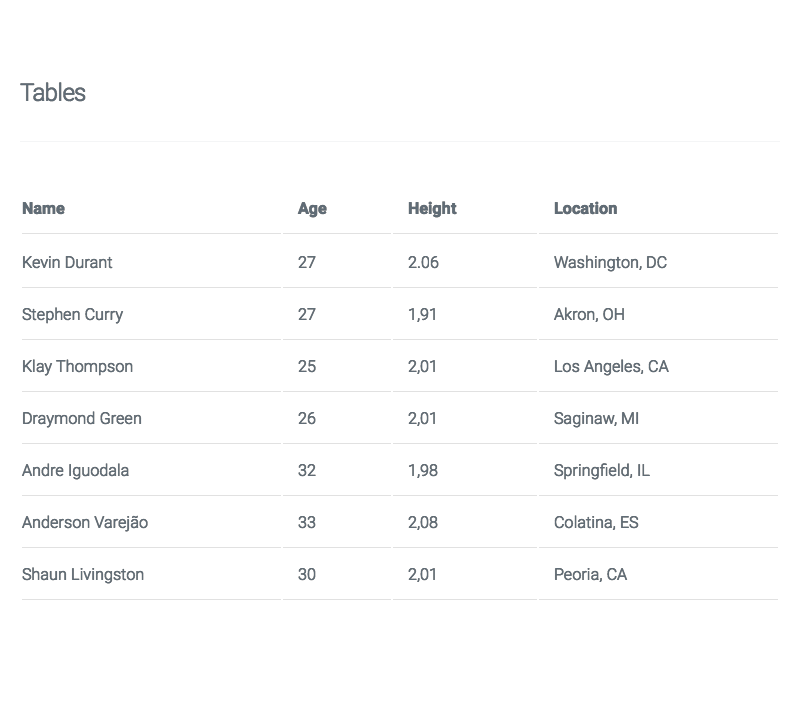 Tables
Name Age Height Location
Kevin Durant 27 2.06 Washington, DC
Stephen Curry 27 1,91 Akron, OH
Klay Thompson 25 2,01 Los Angeles, CA
Draymond Green 26 2,01 Saginaw, MI
Andre Iguodala 32 1,98 Springfield, IL
Anderson Varejão 33 2,08 Colatina, ES
Shaun Livingston 30 2,01 Peoria, CA